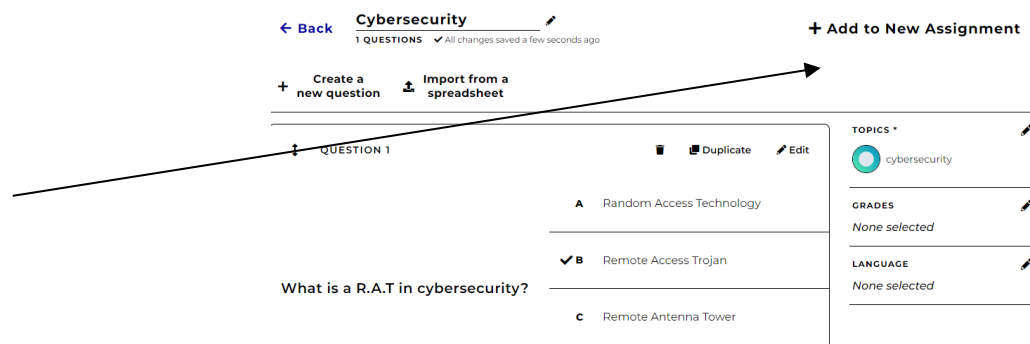 Back
Cybersecurity
1 QUESTIONS All changes saved a few seconds ago
Add to New Assignment
Create a
new question
Import from a
spreadsheet
QUESTION 1
Duplicate
Edit
What is a R.A.T in cybersecurity?
A Random Access Technology
B Remote Access Trojan
C Remote Antenna Tower
TOPICS *
cybersecurity
GRADES
None selected
LANGUAGE
None selected